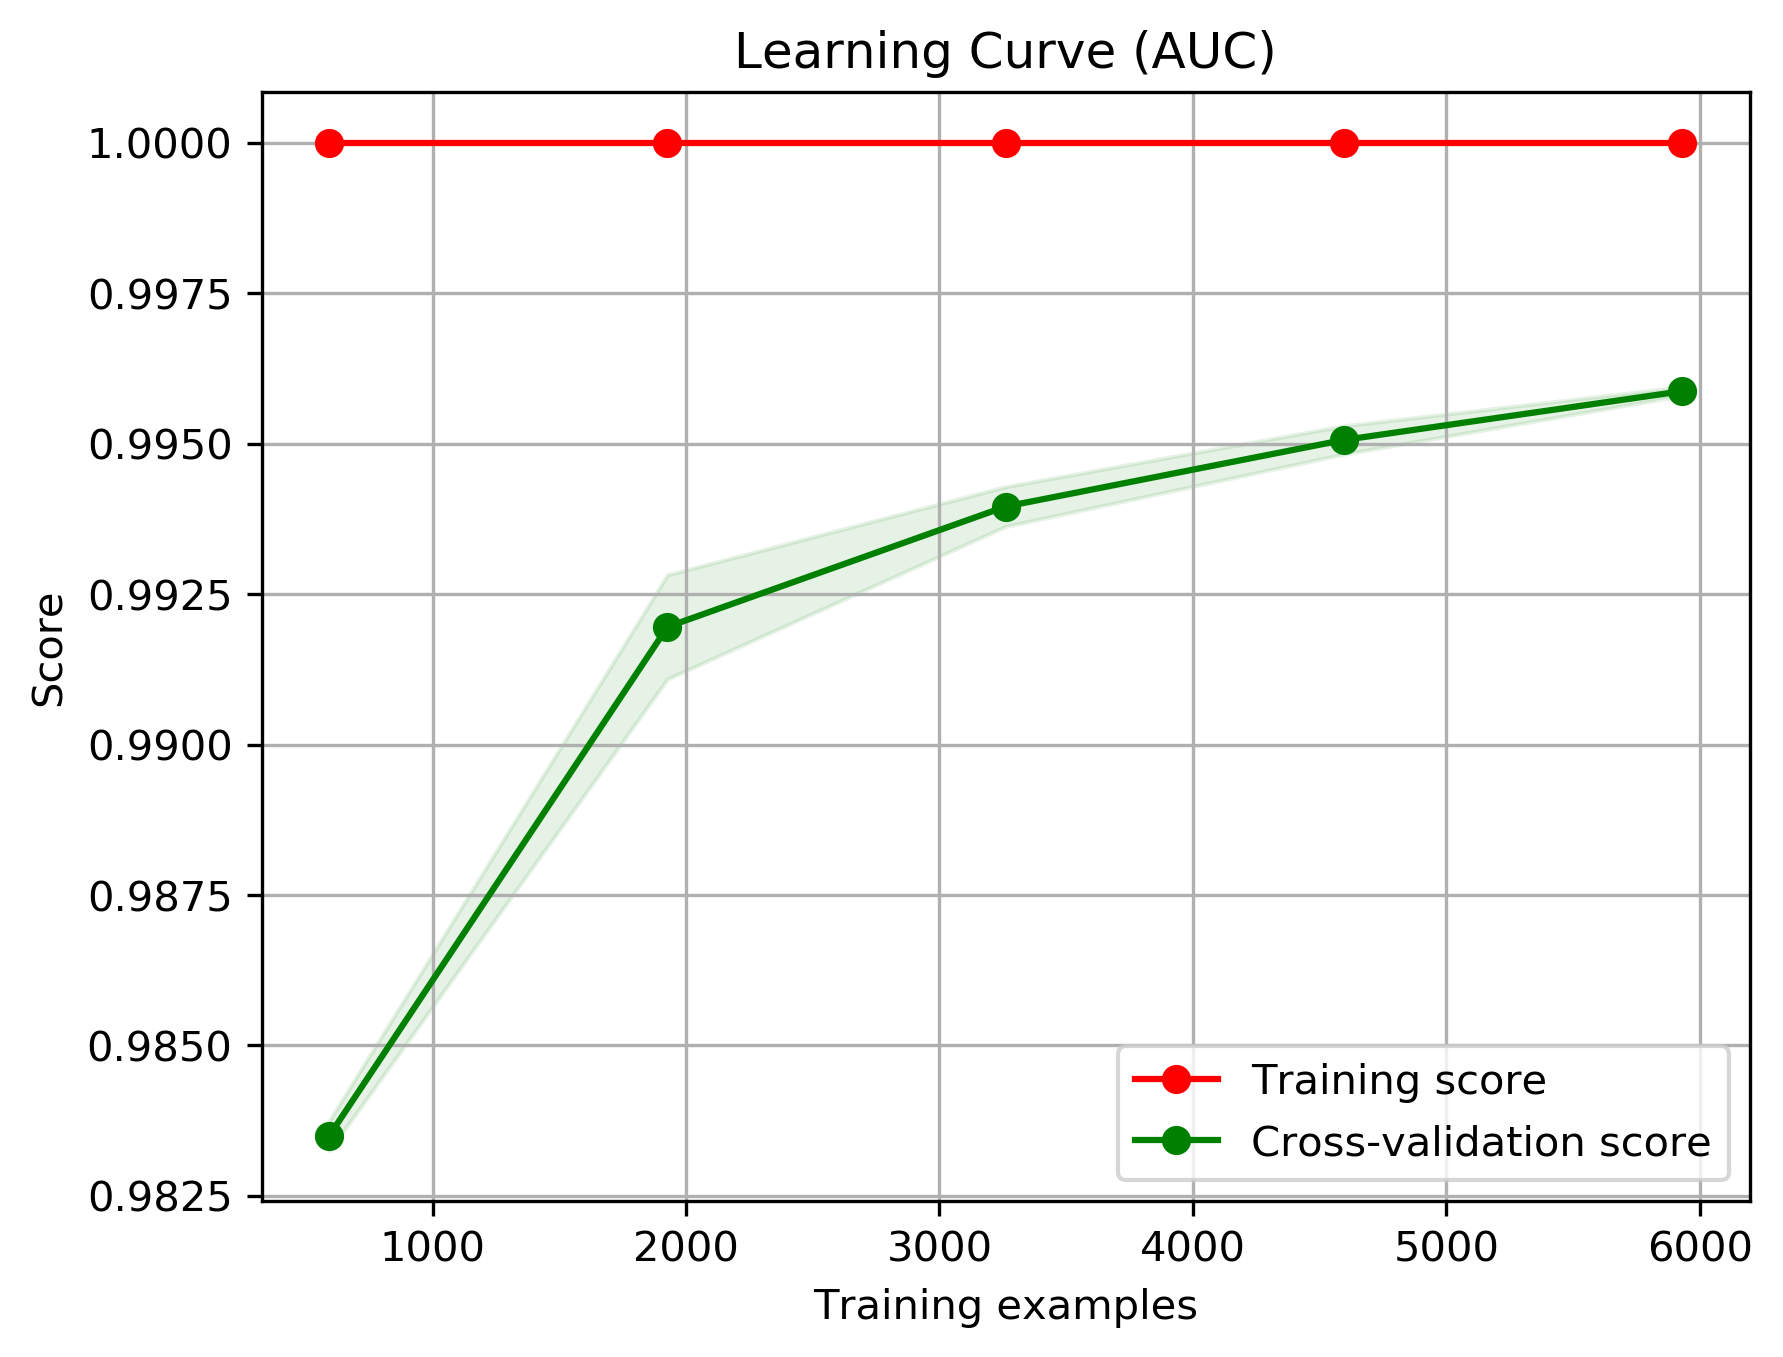 Learning Curve (AUC)
1.0000
0.9975
0.9950
0.9925
0.9900
0.9875
0.9850
0.9825
Score
Training score
Cross-validation score
1000 2000 3000 4000 5000 6000
Training examples